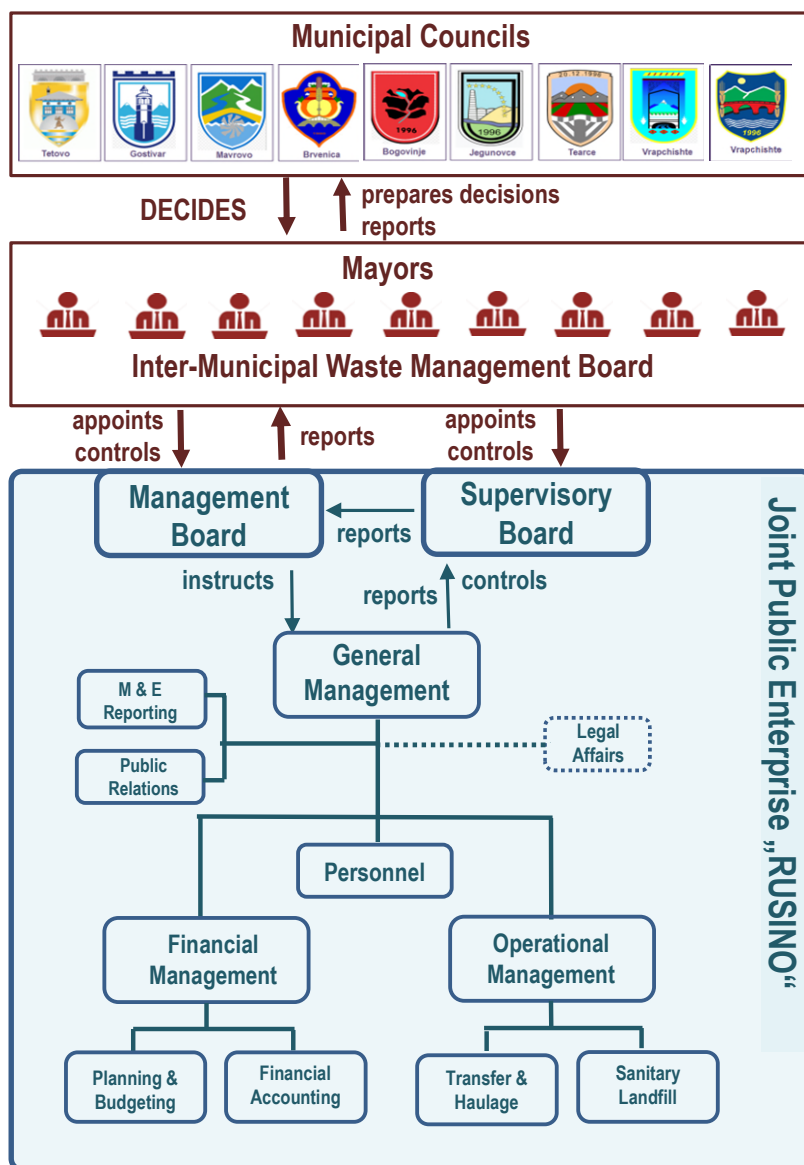 Municipal Councils
1996
1996
20.12.1996
1996
Tetovo
Gostivar
Mavrovo
Brvenica
Bogovinje
Jegunovce
Tearce
Vrapchishte
Vrapchishte
DECIDES
prepares decisions
reports
Mayors
Inter-Municipal Waste Management Board
appoints
controls
reports
appoints
controls
Management
Board
reports
Supervisory
Board
instructs
reports
controls
General
Management
M & E
Reporting
Public
Relations
Legal
Affairs
Personnel
Financial
Management
Operational
Management
Planning &
Budgeting
Financial
Accounting
Transfer &
Haulage
Sanitary
Landfill
Joint Public Enterprise „RUSINO“